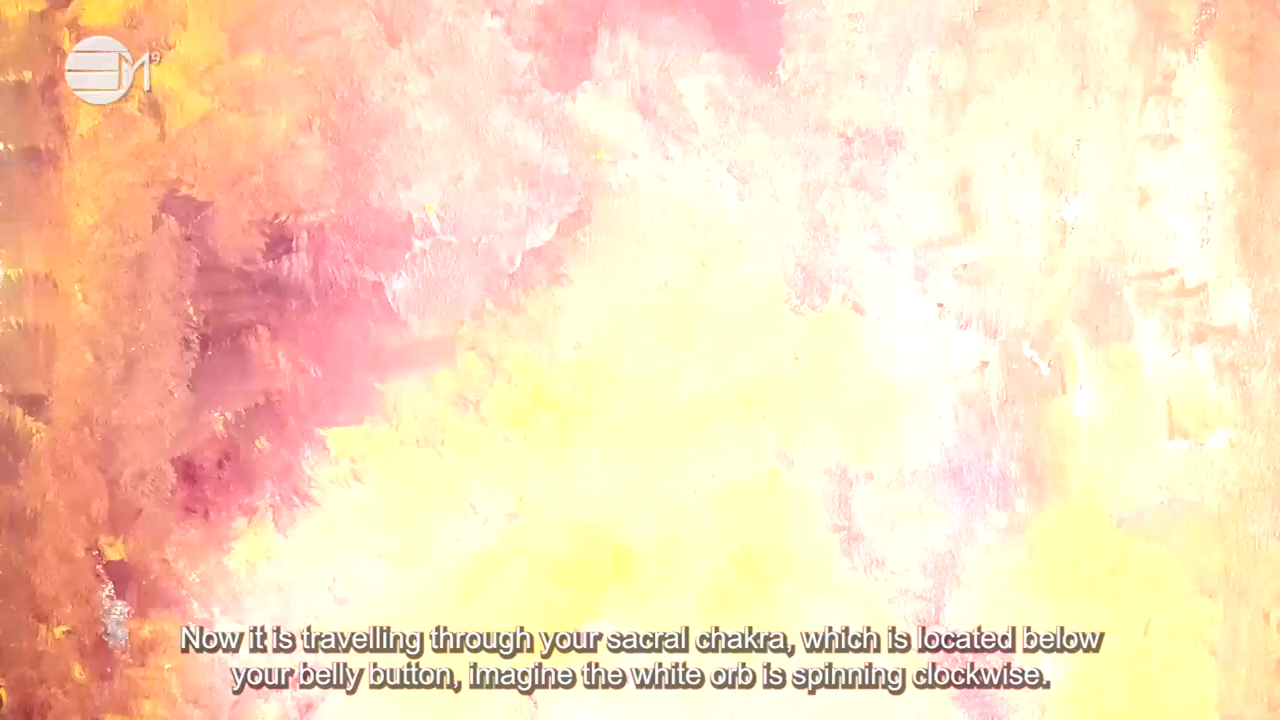 EM9
Now it is travelling through your sacral chakra, which is located below
your belly button, imagine the white orb is spinning clockwise.